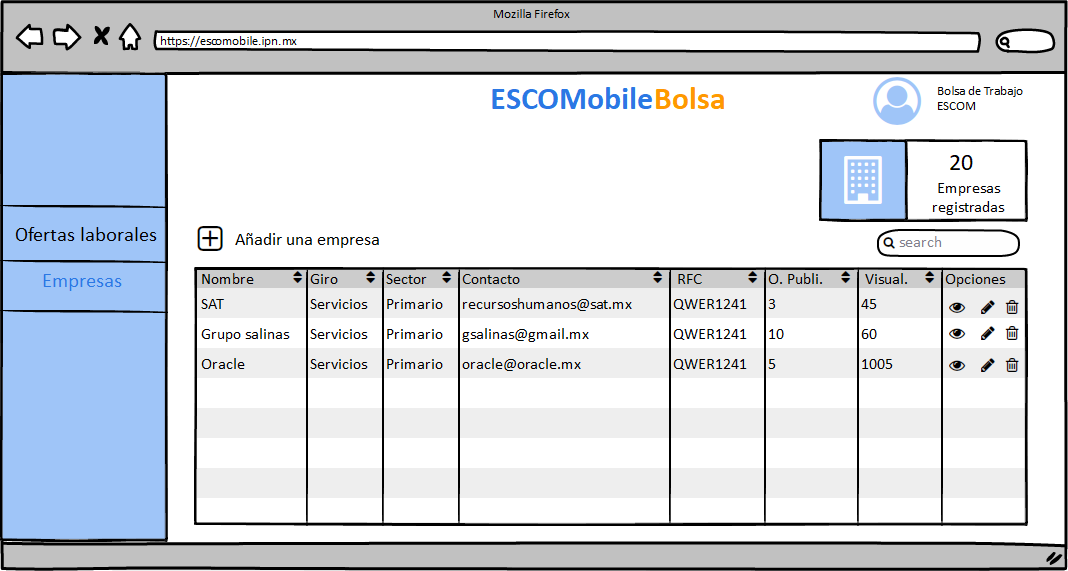 Mozilla Firefox
https://escomobile.ipn.mx
ESCOMobileBolsa
Bolsa de Trabajo
ESCOM
20
Empresas
registradas
Ofertas laborales
Empresas
Añadir una empresa
search
Nombre Giro Sector Contacto RFC O. Publi. Visual. Opciones
SAT Servicios Primario recursoshumanos@sat.mx QWER1241 3 45
Grupo salinas Servicios Primario gsalinas@gmail.mx QWER1241 10 60
Oracle Servicios Primario oracle@oracle.mx QWER1241 5 1005